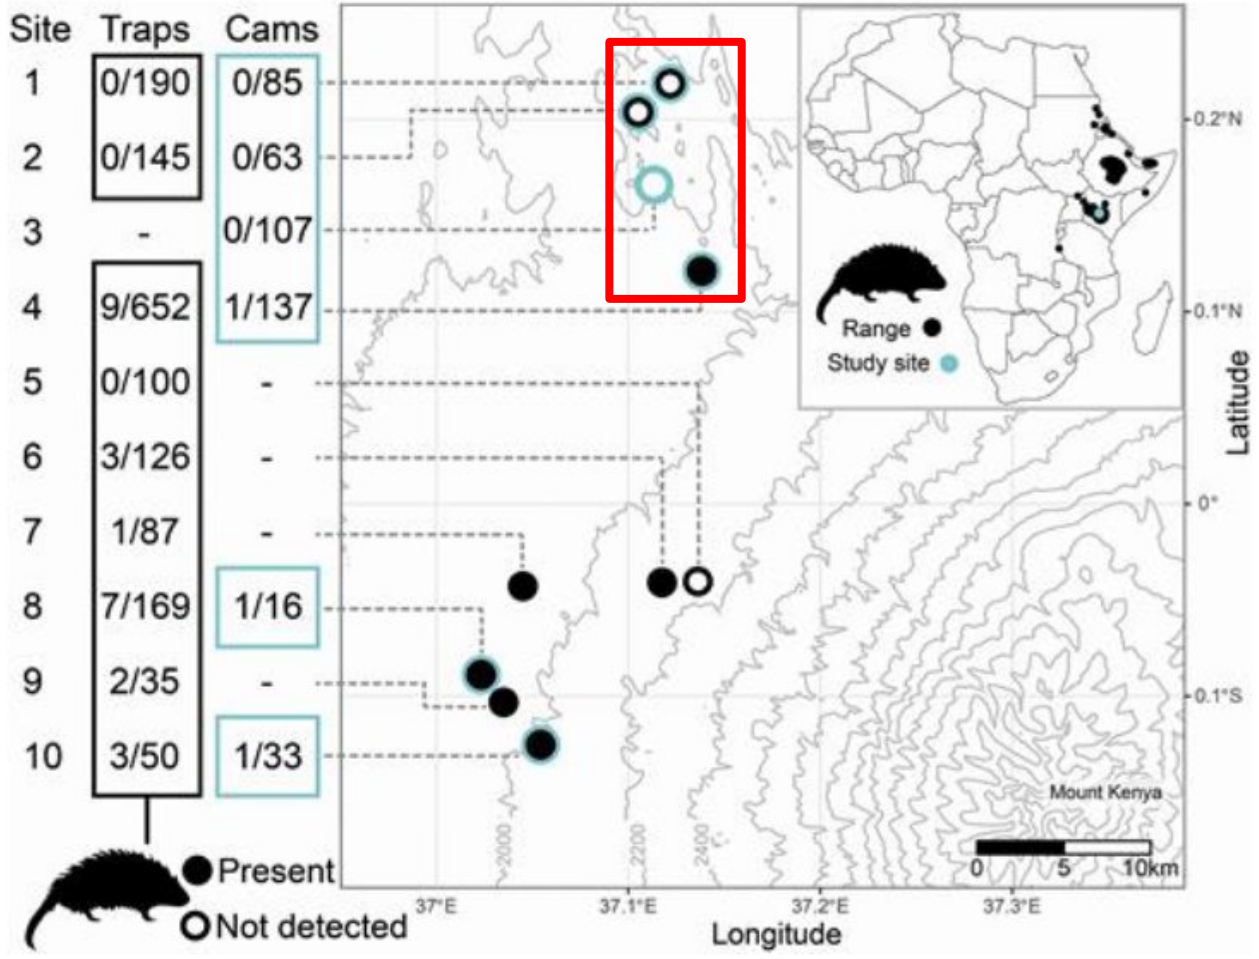 Site Traps Cams
1 0/190 0/85
2 0/145 0/63
3 - 0/107
4 9/652 1/137
5 0/100 -
6 3/126 -
7 1/87 -
8 7/169 1/16
9 2/35 -
10 3/50 1/33
Present
Not detected
Range
Study site
0.2°N
0.1°N
0°
0.1°S
Latitude
Mount Kenya
0 5 10km
2000
2200
2400
37°E 37.1°E 37.2°E 37.3°E
Longitude